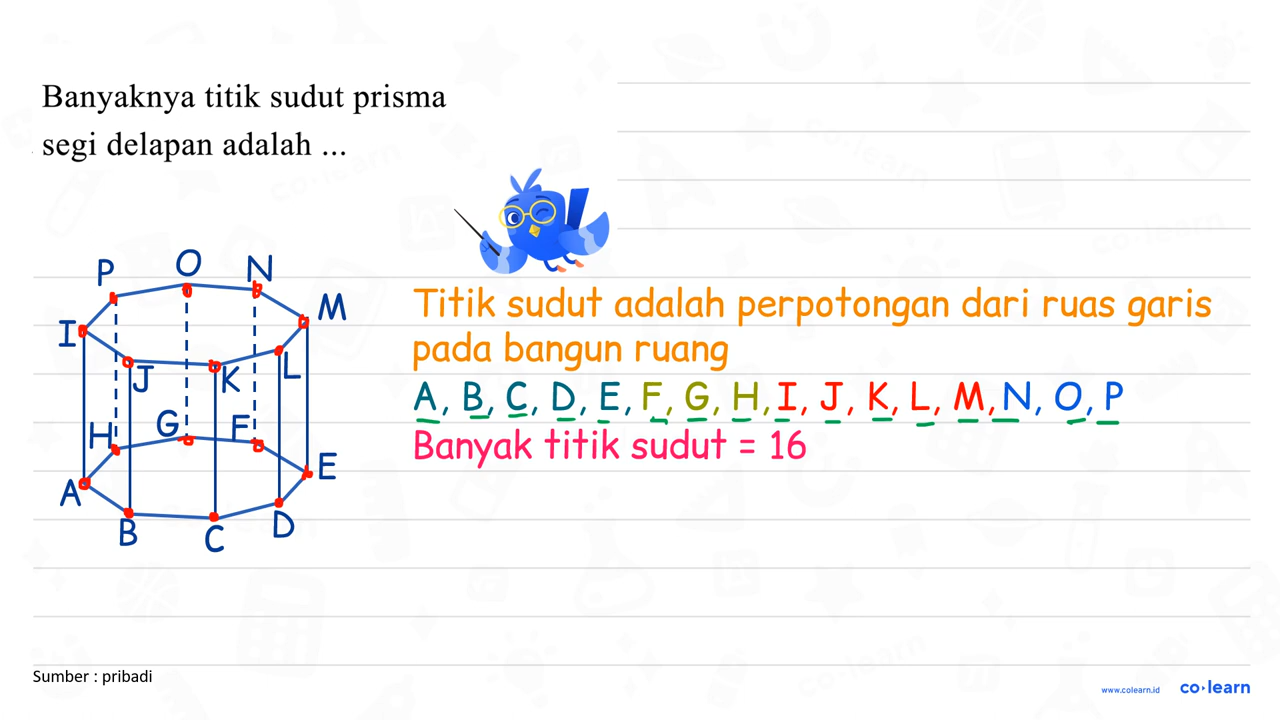 Banyaknya titik sudut prisma
segi delapan adalah ...
P O N
M
I
J K L
H G F
E
A
B C D
Titik sudut adalah perpotongan dari ruas garis
pada bangun ruang
A, B, C, D, E, F, G, H, I, J, K, L, M, N, O, P
Banyak titik sudut = 16
Sumber : pribadi
www.colearn.id
co learn